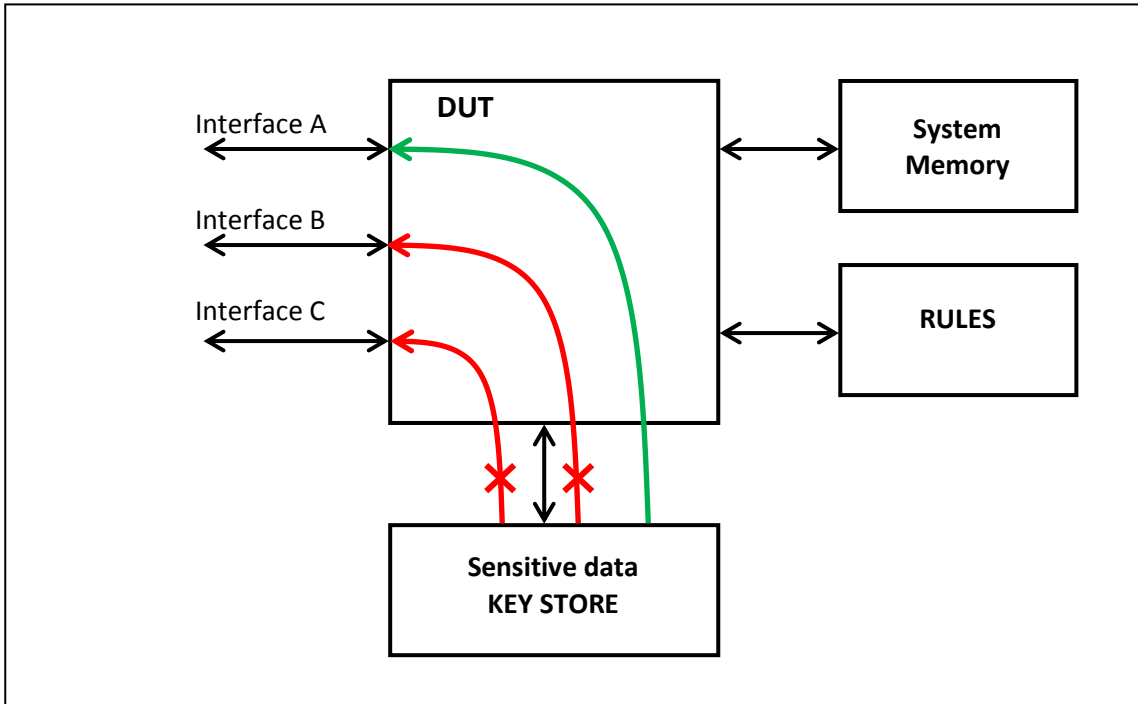 DUT
Interface A
Interface B
Interface C
System
Memory
RULES
Sensitive data
KEY STORE